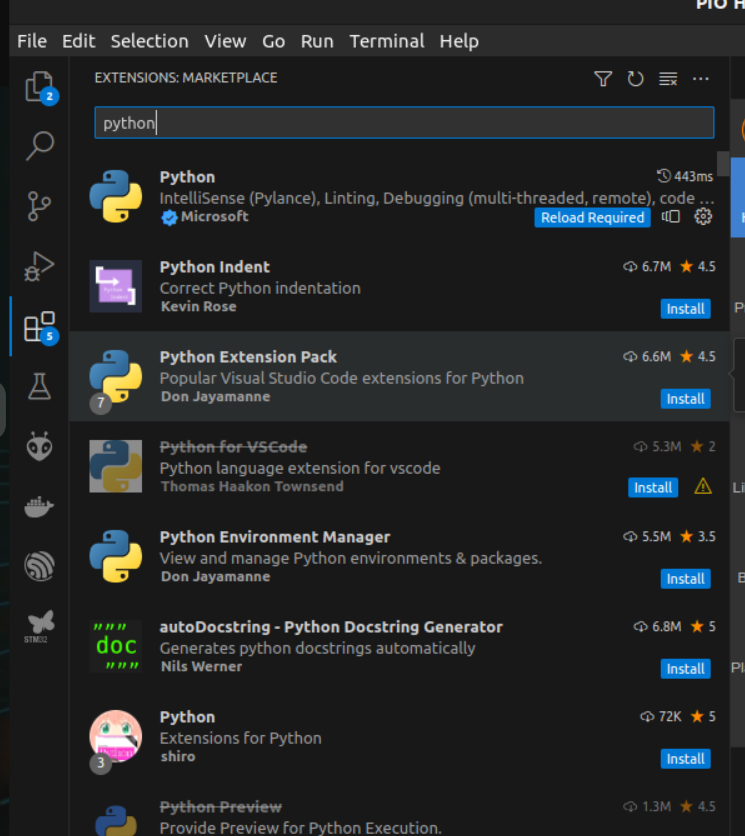 PIO H
File Edit Selection View Go Run Terminal Help
EXTENSIONS: MARKETPLACE
2
python
Python 443ms
IntelliSense (Pylance), Linting, Debugging (multi-threaded, remote), code ...
Microsoft Reload Required
Python Indent 6.7M 4.5
Correct Python indentation
Kevin Rose Install
5
Python Extension Pack 6.6M 4.5
Popular Visual Studio Code extensions for Python
Don Jayamanne Install
7
Python for VSCode 5.3M 2
Python language extension for vscode
Thomas Haakon Townsend Install
Python Environment Manager 5.5M 3.5
View and manage Python environments & packages.
Don Jayamanne Install
autoDocstring - Python Docstring Generator 6.8M 5
Generates python docstrings automatically
Nils Werner Install
""" doc """
STM32
Python 72K 5
Extensions for Python
shiro Install
3
Python Preview 1.3M 4.5
Provide Preview for Python Execution.